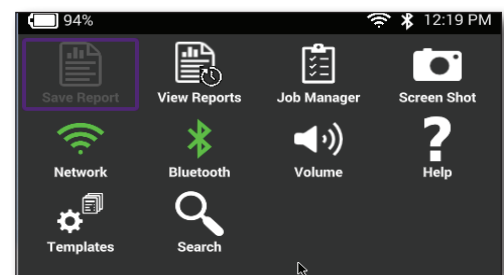 94% 12:19 PM
Save Report View Reports Job Manager Screen Shot
Network Bluetooth Volume Help
Templates Search